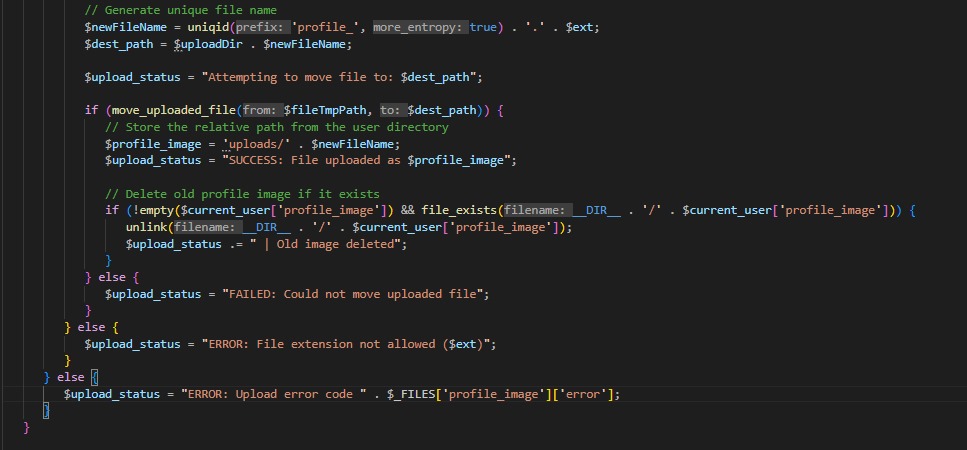 // Generate unique file name
$newFileName = uniqid(prefix: 'profile_', more_entropy: true) . '.' . $ext;
$dest_path = $uploadDir . $newFileName;
$upload_status = "Attempting to move file to: $dest_path";
if (move_uploaded_file(from: $fileTmpPath, to: $dest_path)) {
// Store the relative path from the user directory
$profile_image = 'uploads/' . $newFileName;
$upload_status = "SUCCESS: File uploaded as $profile_image";
// Delete old profile image if it exists
if (!empty($current_user['profile_image']) && file_exists(filename: __DIR__ . '/' . $current_user['profile_image'])) {
unlink(filename: __DIR__ . '/' . $current_user['profile_image']);
$upload_status .= " | Old image deleted";
}
} else {
$upload_status = "FAILED: Could not move uploaded file";
}
} else {
$upload_status = "ERROR: File extension not allowed ($ext)";
}
} else {
$upload_status = "ERROR: Upload error code " . $_FILES['profile_image']['error'];
}
}